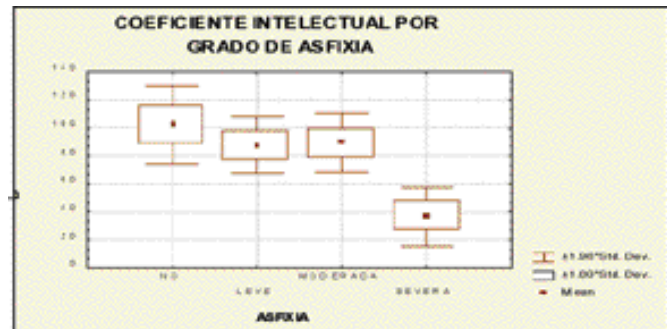 COEFICIENTE INTELECTUAL POR
GRADO DE ASFIXIA
140
120
100
80
60
40
20
0
NO
LEVE
MODERADA
SEVERA
ASFIXIA
±1.96*Std. Dev.
±1.00*Std. Dev.
Mean